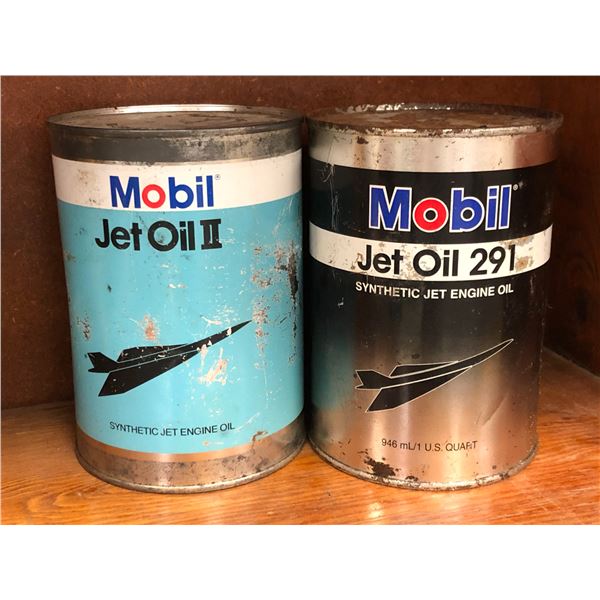 Mobil
Jet Oil II
SYNTHETIC JET ENGINE OIL
Mobil
Jet Oil 291
SYNTHETIC JET ENGINE OIL
946 mL/1 U.S. QUART